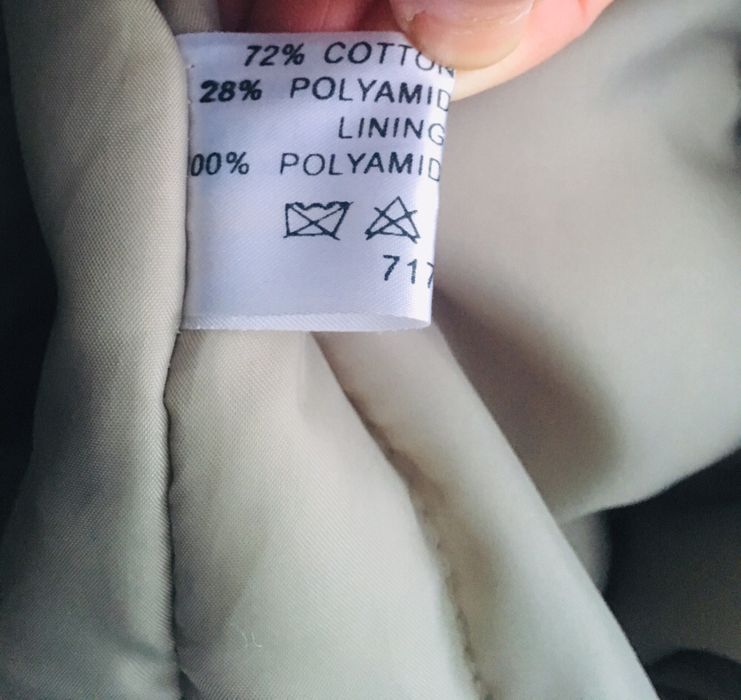 72% COTTON
28% POLYAMID
LINING
00% POLYAMID
717